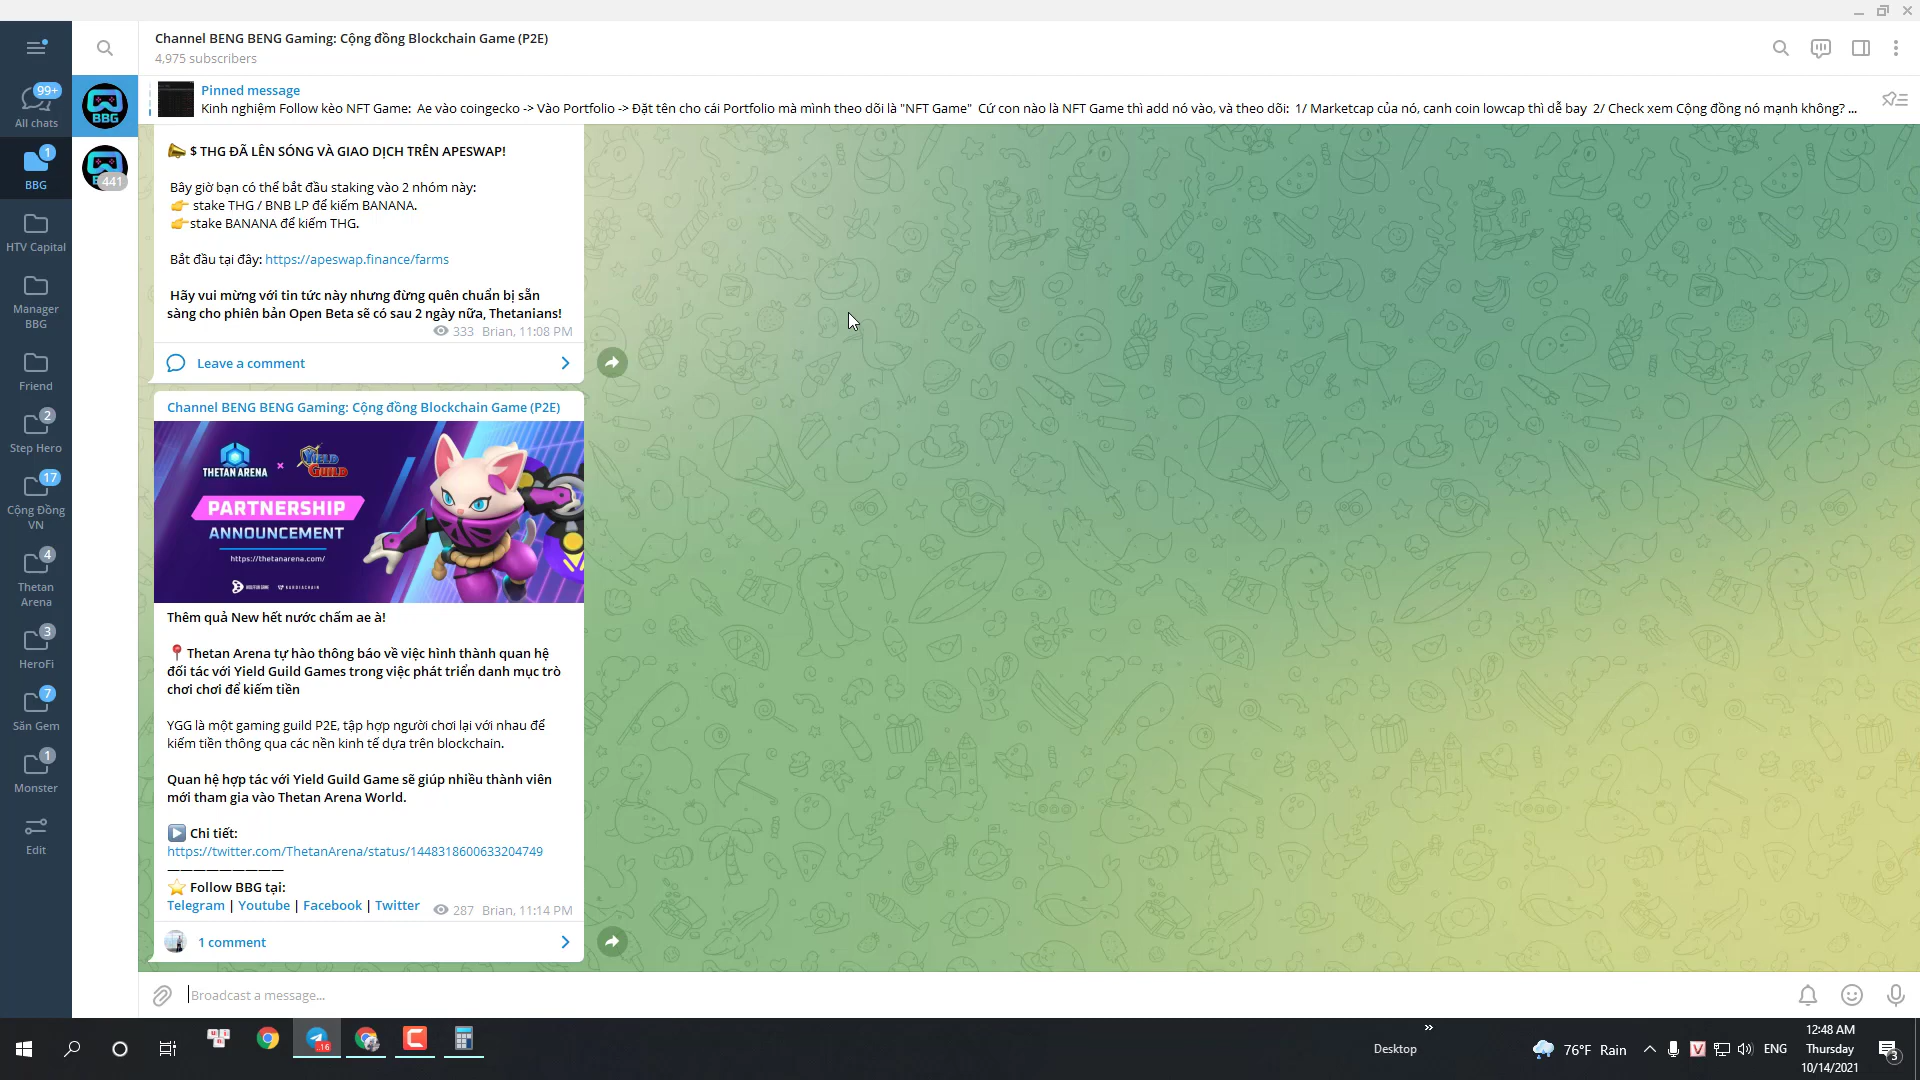 Channel BENG BENG Gaming: Cộng đồng Blockchain Game (P2E)
4,975 subscribers
Pinned message
Kinh nghiệm Follow kèo NFT Game:  Ae vào coingecko -> Vào Portfolio -> Đặt tên cho cái Portfolio mà mình theo dõi là "NFT Game"  Cứ con nào là NFT Game thì add nó vào, và theo dõi:  1/ Marketcap của nó, canh coin lowcap thì dễ bay  2/ Check xem Cộng đồng nó mạnh không? ...
99+
All chats
1
BBG
HTV Capital
Manager
BBG
Friend
2
Step Hero
17
Cộng Đồng
VN
4
Thetan
Arena
3
HeroFi
7
Săn Gem
1
Monster
Edit
BBG
441
$ THG ĐÃ LÊN SÓNG VÀ GIAO DỊCH TRÊN APESWAP!
Bây giờ bạn có thể bắt đầu staking vào 2 nhóm này:
👉 stake THG / BNB LP để kiếm BANANA.
👉stake BANANA để kiếm THG.
Bắt đầu tại đây: https://apeswap.finance/farms
Hãy vui mừng với tin tức này nhưng đừng quên chuẩn bị sẵn
sàng cho phiên bản Open Beta sẽ có sau 2 ngày nữa, Thetanians!
333 Brian, 11:08 PM
Leave a comment
Channel BENG BENG Gaming: Cộng đồng Blockchain Game (P2E)
THETAN ARENA × YIELD GUILD
PARTNERSHIP
ANNOUNCEMENT
https://thetanarena.com/
KARDIACHAIN
Thêm quả New hết nước chấm ae à!
📍Thetan Arena tự hào thông báo về việc hình thành quan hệ
đối tác với Yield Guild Games trong việc phát triển danh mục trò
chơi chơi để kiếm tiền
YGG là một gaming guild P2E, tập hợp người chơi lại với nhau để
kiếm tiền thông qua các nền kinh tế dựa trên blockchain.
Quan hệ hợp tác với Yield Guild Game sẽ giúp nhiều thành viên
mới tham gia vào Thetan Arena World.
▶️ Chi tiết:
https://twitter.com/ThetanArena/status/1448318600633204749
—————————
⭐ Follow BBG tại:
Telegram | Youtube | Facebook | Twitter
287 Brian, 11:14 PM
1 comment
Broadcast a message...
..16
Desktop
»
76°F Rain
V
ENG
12:48 AM
Thursday
10/14/2021
3